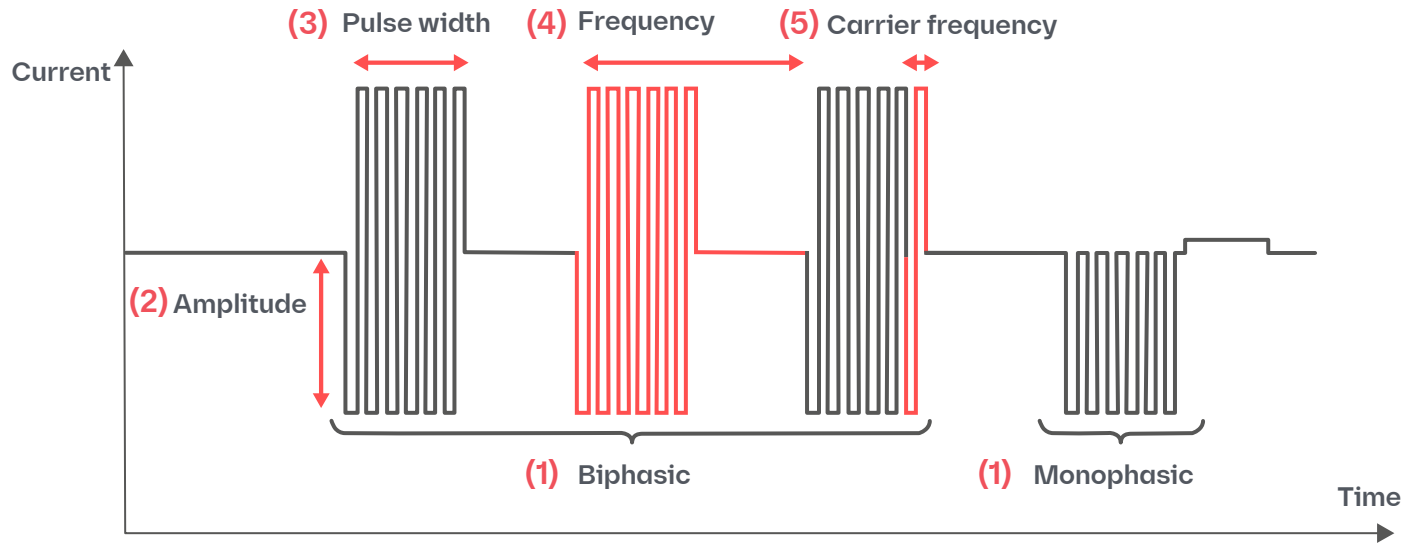 (3) Pulse width
(4) Frequency
(5) Carrier frequency
Current
(2) Amplitude
(1) Biphasic
(1) Monophasic
Time